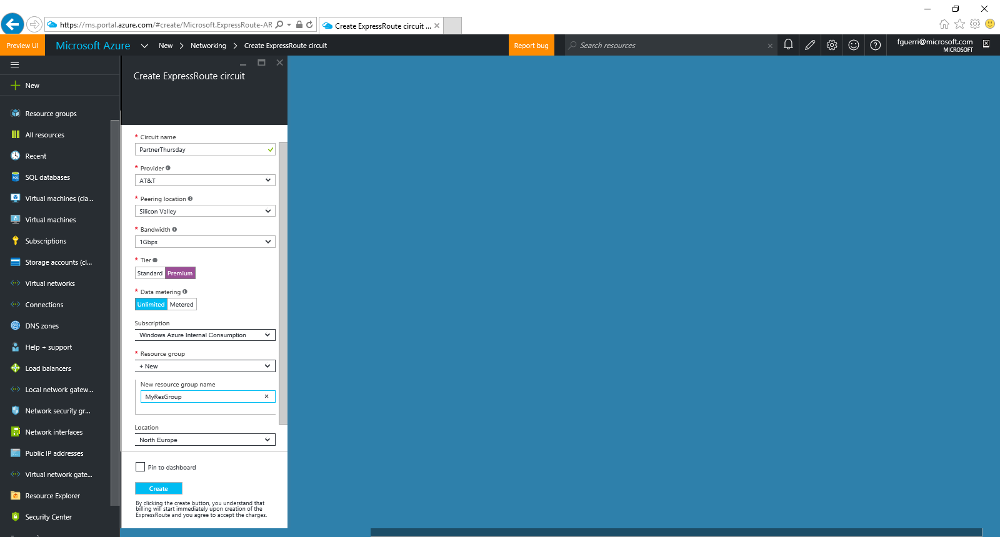 https://ms.portal.azure.com/#create/Microsoft.ExpressRoute-AR
Create ExpressRoute circuit ...
Preview UI
Microsoft Azure
New
Networking
Create ExpressRoute circuit
Report bug
Search resources
fguerri@microsoft.com
MICROSOFT
New
Resource groups
All resources
Recent
SQL databases
Virtual machines (cla...
Virtual machines
Subscriptions
Storage accounts (cl...
Virtual networks
Connections
DNS zones
Help + support
Load balancers
Local network gatew...
Network security gr...
Network interfaces
Public IP addresses
Virtual network gate...
Resource Explorer
Security Center
Create ExpressRoute circuit
* Circuit name
PartnerThursday
* Provider
AT&T
* Peering location
Silicon Valley
* Bandwidth
1Gbps
* Tier
Standard Premium
* Data metering
Unlimited Metered
Subscription
Windows Azure Internal Consumption
* Resource group
+ New
New resource group name
MyResGroup
Location
North Europe
Pin to dashboard
Create
By clicking the create button, you understand that
billing will start immediately upon creation of the
ExpressRoute and you agree to accept the charges.